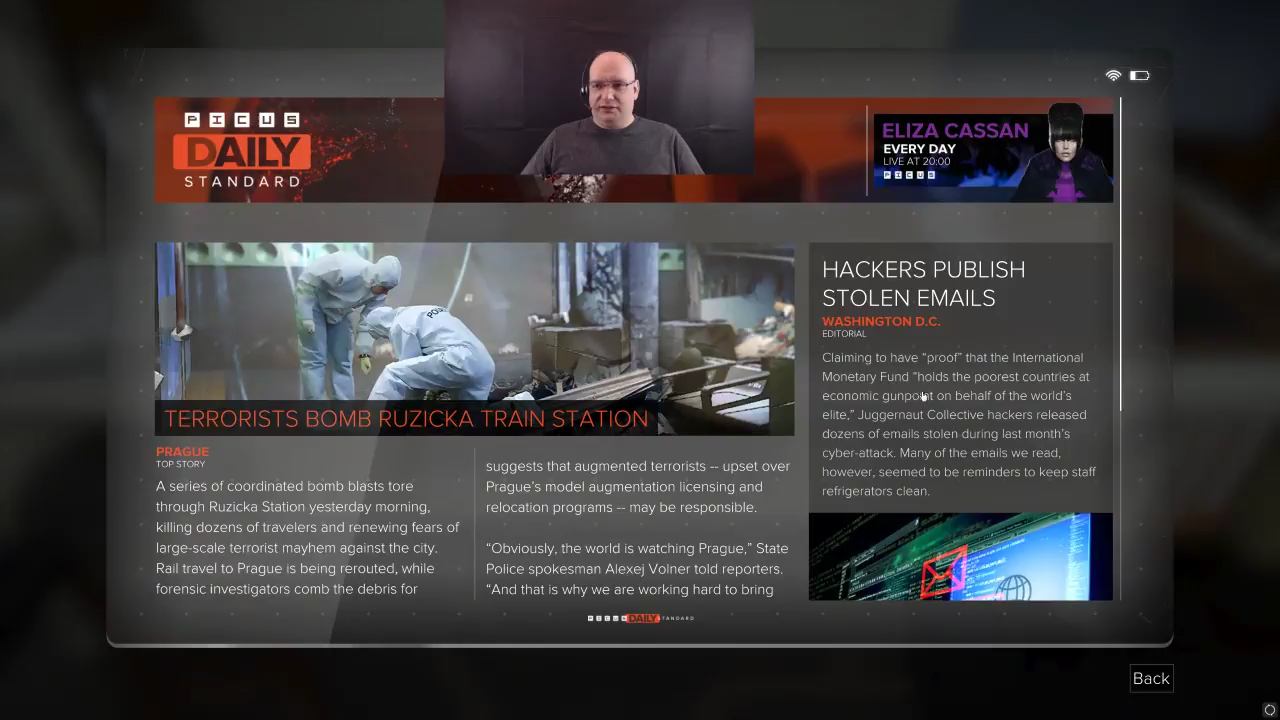 PICUS
DAILY
STANDARD
ELIZA CASSAN
EVERY DAY
LIVE AT 20:00
PICUS
POL
TERRORISTS BOMB RUZICKA TRAIN STATION
PRAGUE
TOP STORY
A series of coordinated bomb blasts tore
through Ruzicka Station yesterday morning,
killing dozens of travelers and renewing fears of
large-scale terrorist mayhem against the city.
Rail travel to Prague is being rerouted, while
forensic investigators comb the debris for
suggests that augmented terrorists -- upset over
Prague's model augmentation licensing and
relocation programs -- may be responsible.
“Obviously, the world is watching Prague,” State
Police spokesman Alexej Volner told reporters.
“And that is why we are working hard to bring
HACKERS PUBLISH
STOLEN EMAILS
WASHINGTON D.C.
EDITORIAL
Claiming to have “proof” that the International
Monetary Fund “holds the poorest countries at
economic gunpoint on behalf of the world's
elite,” Juggernaut Collective hackers released
dozens of emails stolen during last month's
cyber-attack. Many of the emails we read,
however, seemed to be reminders to keep staff
refrigerators clean.
PICUS DAILY STANDARD
Back